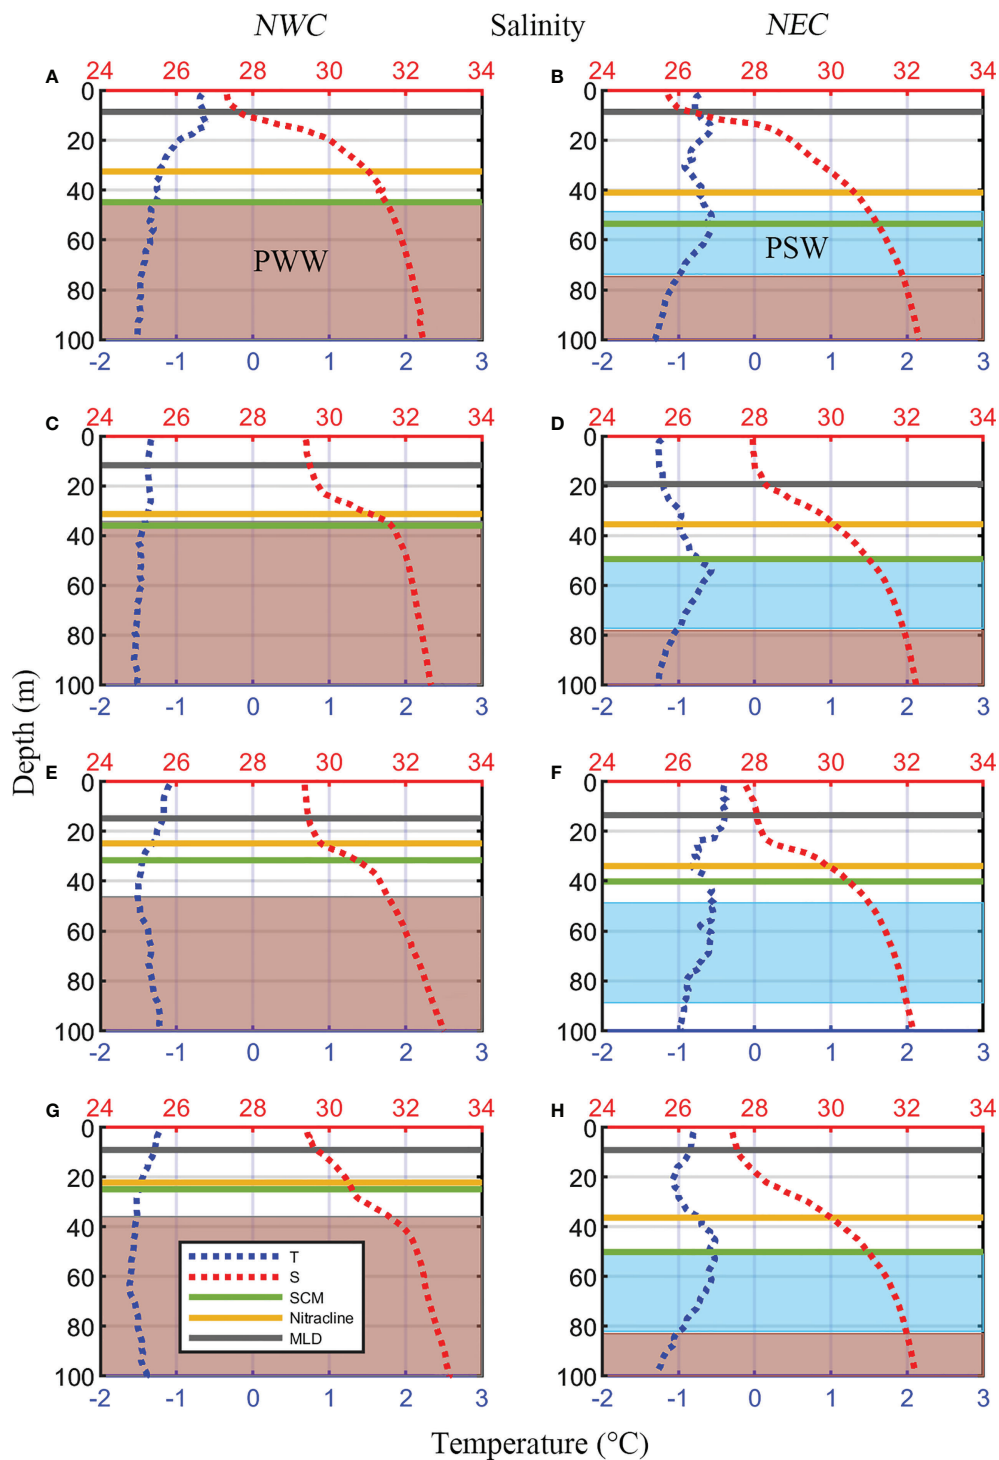 NWC Salinity NEC
A 24 26 28 30 32 34
B 24 26 28 30 32 34
0 20 40 60 80 100
PWW
0 20 40 60 80 100
PSW
-2 -1 0 1 2 3
-2 -1 0 1 2 3
C 24 26 28 30 32 34
D 24 26 28 30 32 34
0 20 40 60 80 100
0 20 40 60 80 100
-2 -1 0 1 2 3
-2 -1 0 1 2 3
Depth (m)
E 24 26 28 30 32 34
F 24 26 28 30 32 34
0 20 40 60 80 100
0 20 40 60 80 100
-2 -1 0 1 2 3
-2 -1 0 1 2 3
G 24 26 28 30 32 34
H 24 26 28 30 32 34
0 20 40 60 80 100
T
S
SCM
Nitracline
MLD
0 20 40 60 80 100
-2 -1 0 1 2 3
-2 -1 0 1 2 3
Temperature (°C)